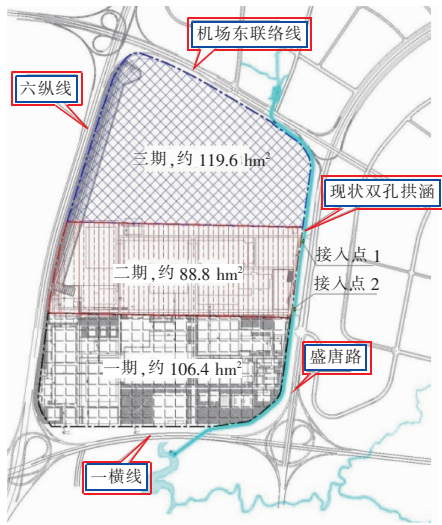 机场东联络线
六纵线
三期,约 119.6 hm²
现状双孔拱涵
接入点 1
二期,约 88.8 hm²
接入点 2
盛唐路
一期,约 106.4 hm²
一横线